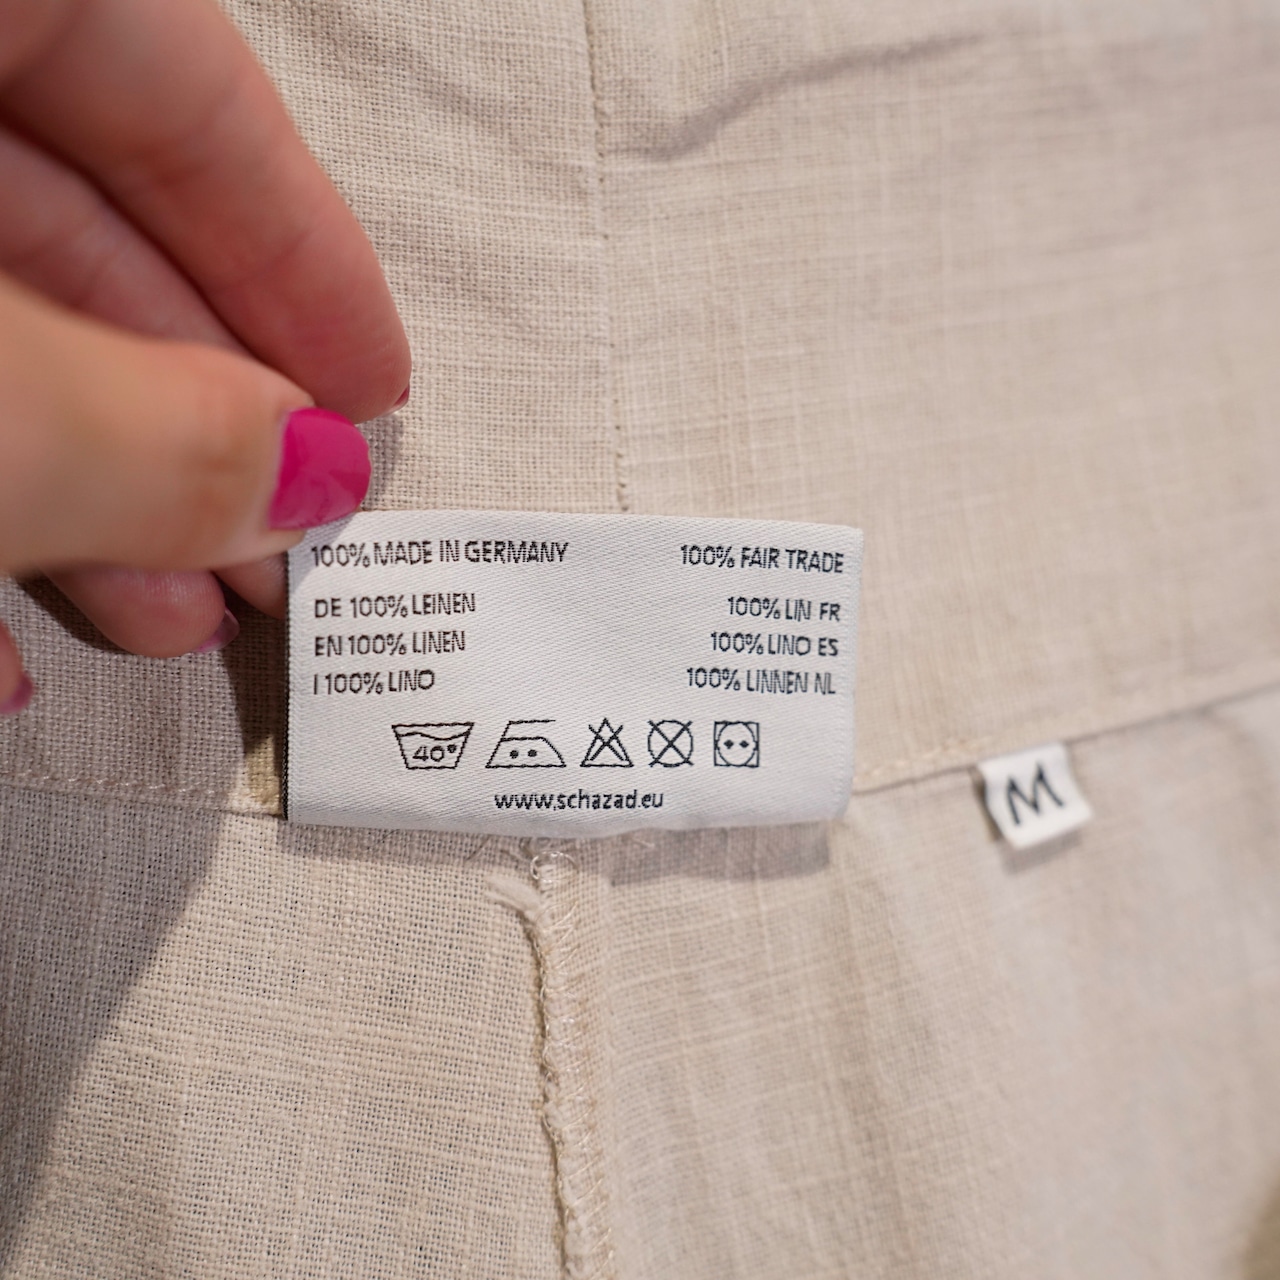 100% MADE IN GERMANY
100% FAIR TRADE
DE 100% LEINEN
100% LIN FR
EN 100% LINEN
100% LINO ES
I 100% LINO
100% LINNEN NL
40°
www.schazad.eu
M